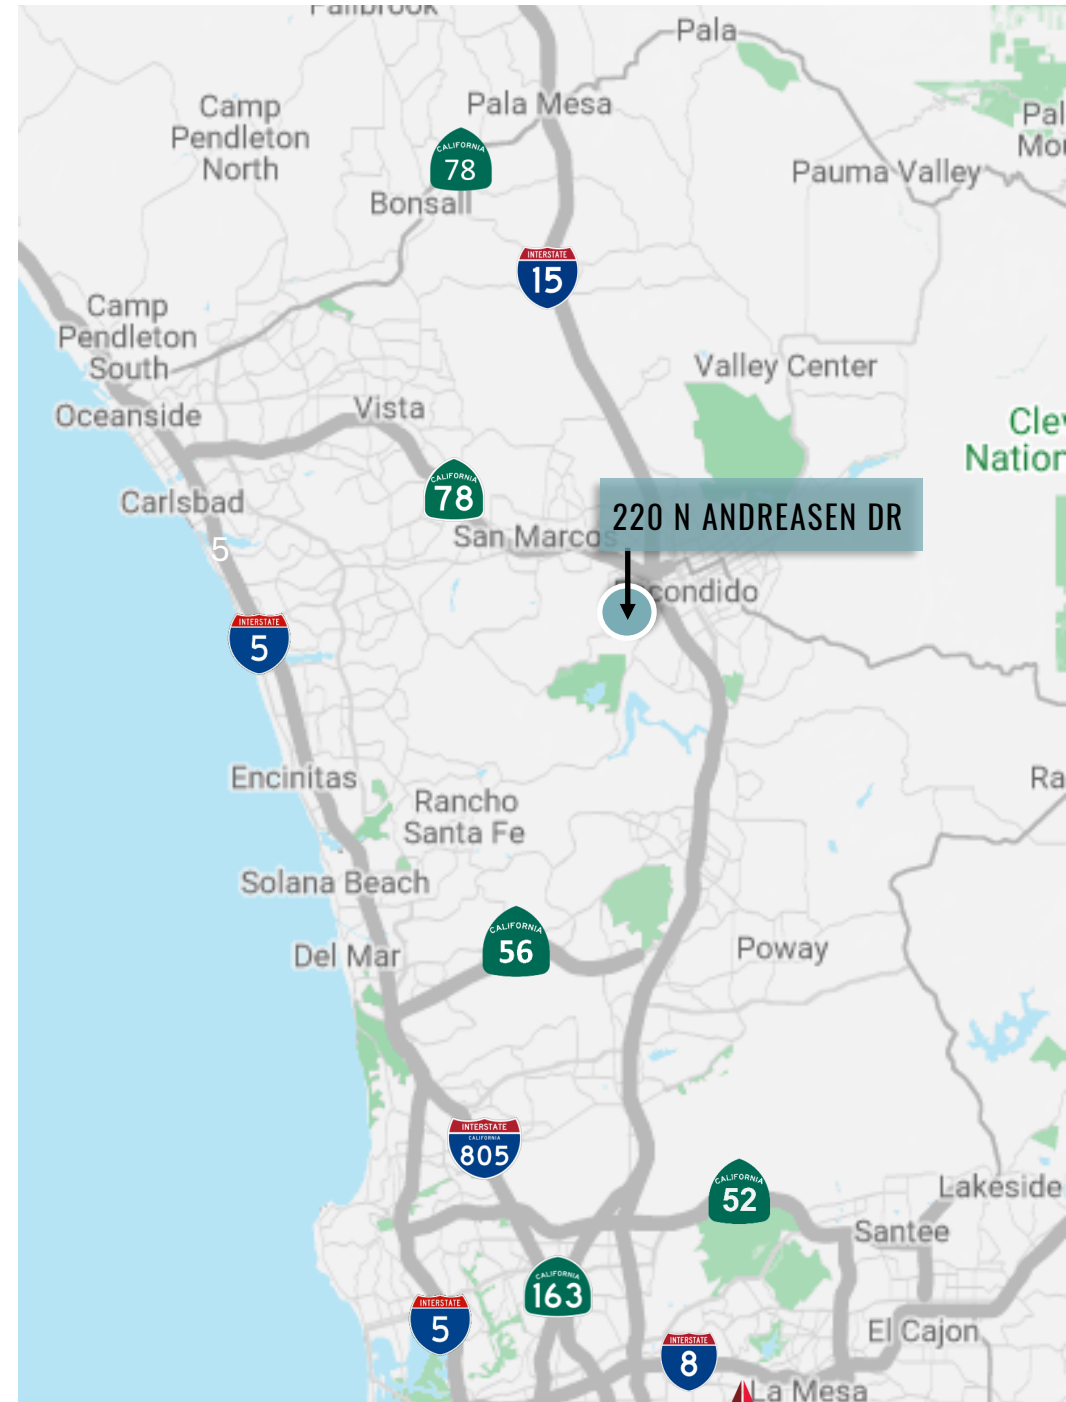 Fallbrook
Pala
Pala Mesa
Camp
Pendleton
North
CALIFORNIA
78
Pauma Valley
Bonsall
INTERSTATE
15
Camp
Pendleton
South
Valley Center
Oceanside
Vista
CALIFORNIA
78
Carlsbad
220 N ANDREASEN DR
San Marcos
5
Escondido
INTERSTATE
5
Encinitas
Rancho
Santa Fe
Solana Beach
CALIFORNIA
56
Del Mar
Poway
INTERSTATE
CALIFORNIA
805
CALIFORNIA
52
Lakeside
Santee
CALIFORNIA
163
INTERSTATE
5
El Cajon
INTERSTATE
8
La Mesa